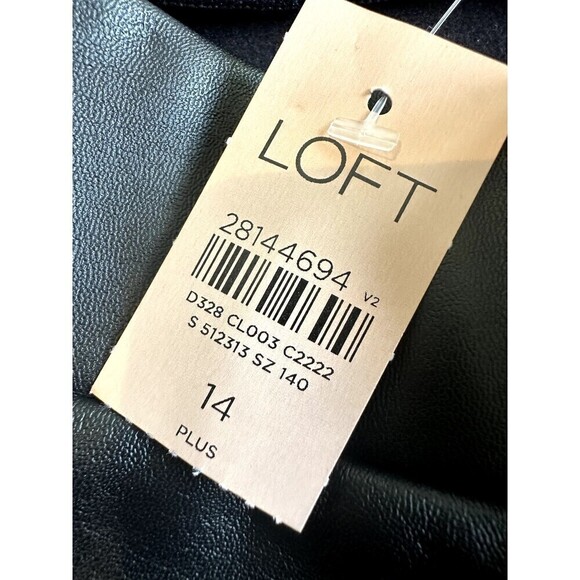 LOFT
28144694 V2
D328 CL003 C2222
S 512313 SZ 140
14
PLUS